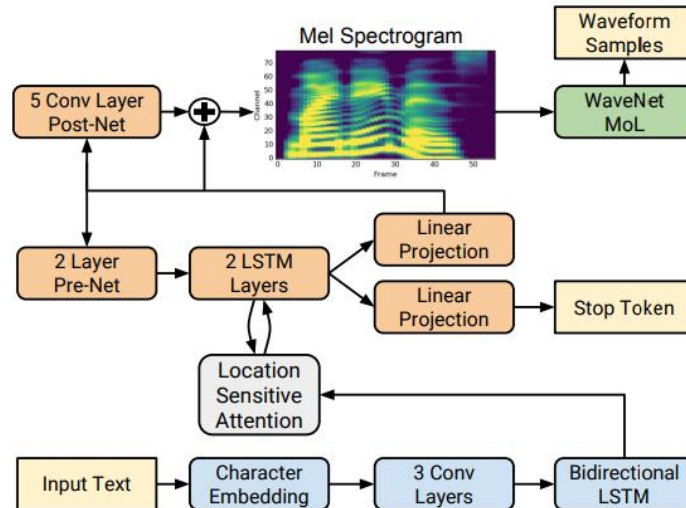 Mel Spectrogram
Waveform
Samples
5 Conv Layer
Post-Net
70
60
50
40
30
20
10
0
Channel
0
10
20
30
40
50
Frame
WaveNet
MoL
2 Layer
Pre-Net
2 LSTM
Layers
Linear
Projection
Linear
Projection
Stop Token
Location
Sensitive
Attention
Input Text
Character
Embedding
3 Conv
Layers
Bidirectional
LSTM